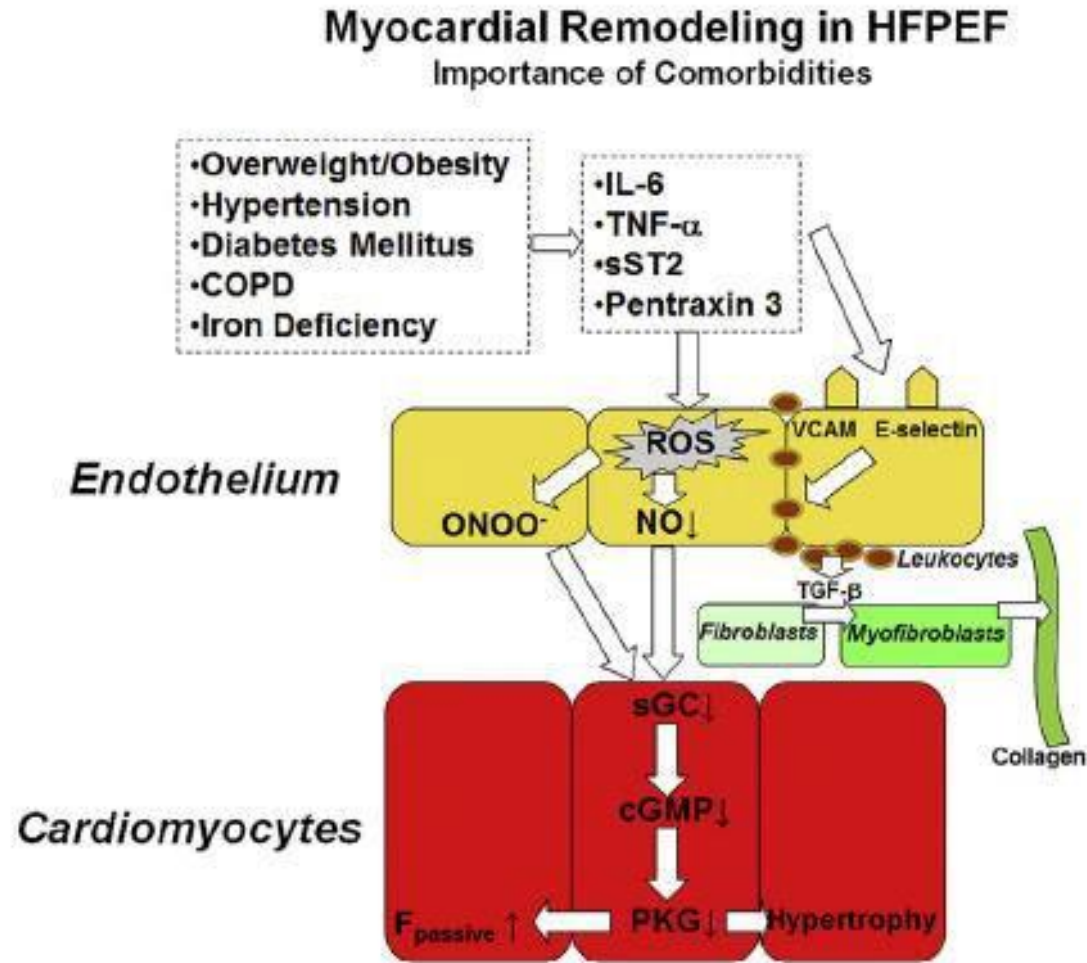 Myocardial Remodeling in HFPEF
Importance of Comorbidities
•Overweight/Obesity
•Hypertension
•Diabetes Mellitus
•COPD
•Iron Deficiency
•IL-6
•TNF-α
•sST2
•Pentraxin 3
ROS
VCAM
E-selectin
Endothelium
ONOO⁻
NO↓
Leukocytes
TGF-β
Fibroblasts
Myofibroblasts
Collagen
sGC↓
cGMP↓
Cardiomyocytes
Fpassive ↑
PKG↓
Hypertrophy